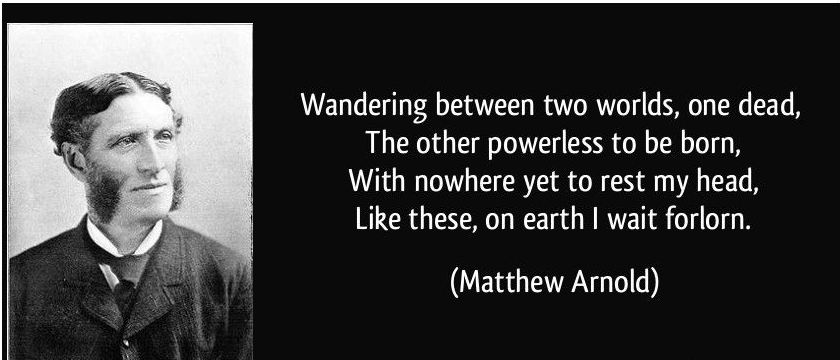 Wandering between two worlds, one dead,
The other powerless to be born,
With nowhere yet to rest my head,
Like these, on earth I wait forlorn.
(Matthew Arnold)